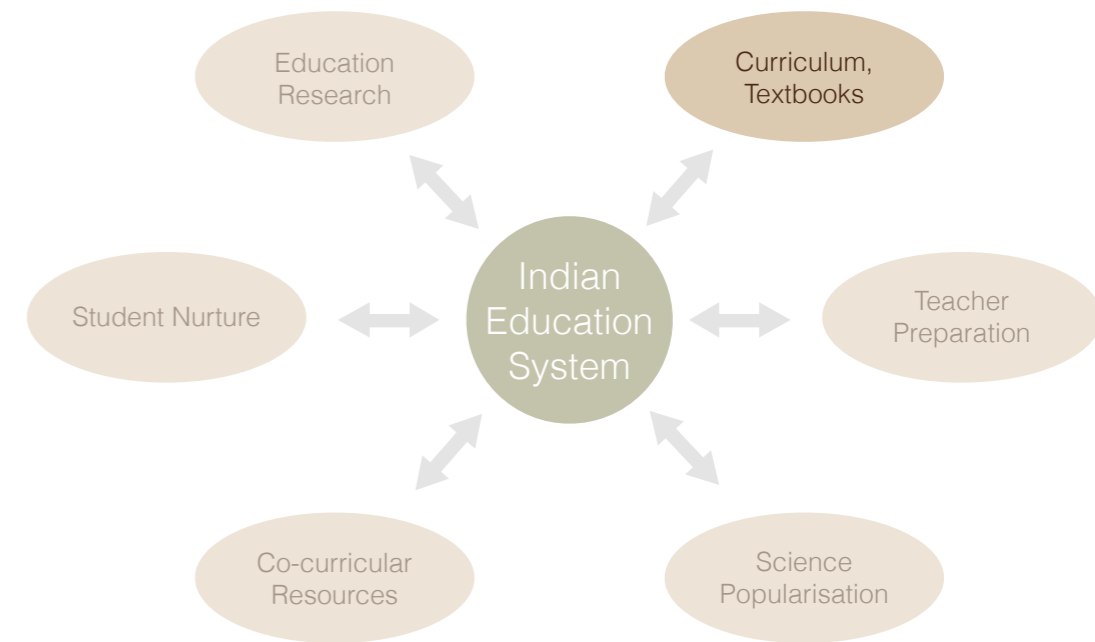 Education
Research
Curriculum,
Textbooks
Indian
Education
System
Student Nurture
Teacher
Preparation
Co-curricular
Resources
Science
Popularisation